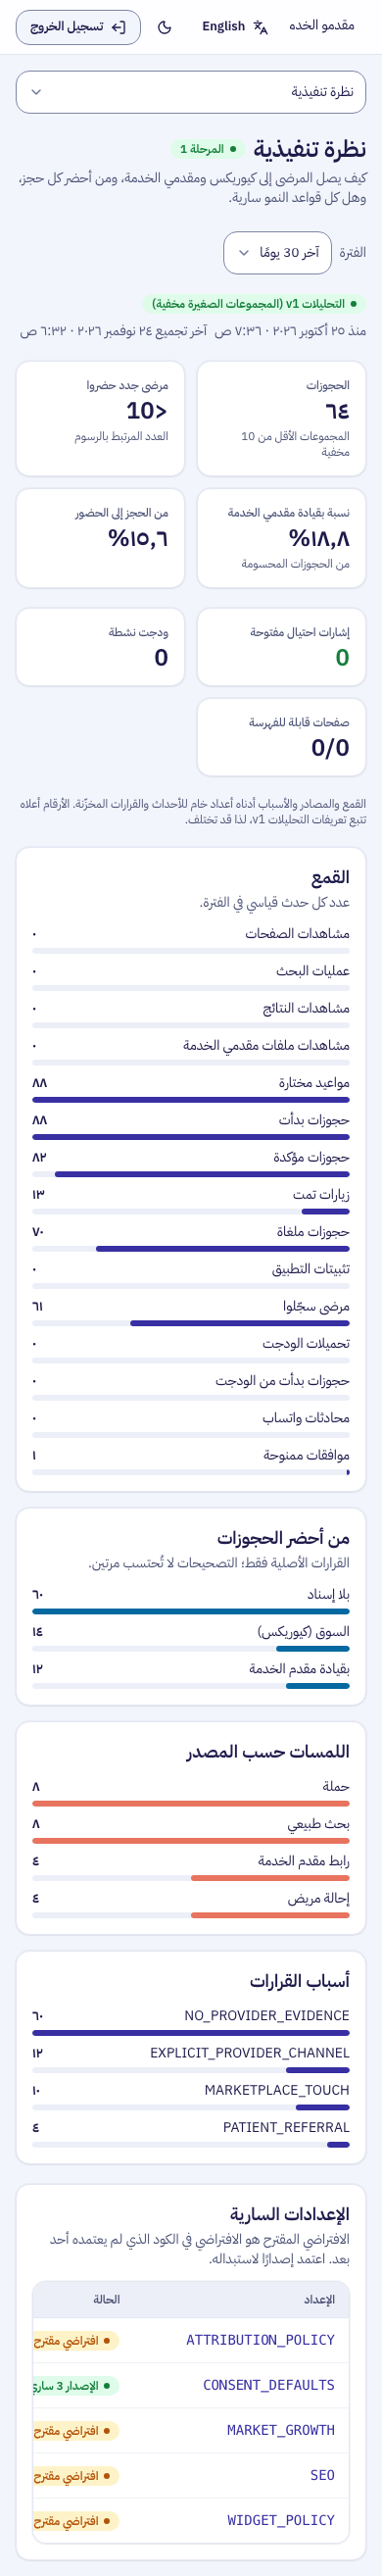 مقدمو الخده
English
تسجيل الخروج
نظرة تنفيذية
نظرة تنفيذية
المرحلة 1
كيف يصل المرضى إلى كيوريكس ومقدمي الخدمة، ومن أحضر كل حجز،
وهل كل قواعد النمو سارية.
الفترة
آخر 30 يومًا
التحليلات v1 (المجموعات الصغيرة مخفية)
منذ ٢٥ أكتوبر ٢٠٢٦ ٧:٣٦ ص آخر تجميع ٢٤ نوفمبر ٢٠٢٦ ٦:٣٢ ص
الحجوزات
٦٤
المجموعات الأقل من 10
مخفية
مرضى جدد حضروا
<10
العدد المرتبط بالرسوم
نسبة بقيادة مقدمي الخدمة
١٨٫٨%
من الحجوزات المحسومة
من الحجز إلى الحضور
١٥٫٦%
إشارات احتيال مفتوحة
0
ودجت نشطة
0
صفحات قابلة للفهرسة
0/0
القمع والمصادر والأسباب أدناه أعداد خام للأحداث والقرارات المخزّنة. الأرقام أعلاه
تتبع تعريفات التحليلات v1، لذا قد تختلف.
القمع
عدد كل حدث قياسي في الفترة.
مشاهدات الصفحات ٠
عمليات البحث ٠
مشاهدات النتائج ٠
مشاهدات ملفات مقدمي الخدمة ٠
مواعيد مختارة ٨٨
حجوزات بدأت ٨٨
حجوزات مؤكدة ٨٢
زيارات تمت ١٣
حجوزات ملغاة ٧٠
تثبيتات التطبيق ٠
مرضى سجّلوا ٦١
تحميلات الودجت ٠
حجوزات بدأت من الودجت ٠
محادثات واتساب ٠
موافقات ممنوحة ١
من أحضر الحجوزات
القرارات الأصلية فقط؛ التصحيحات لا تُحتسب مرتين.
بلا إسناد ٦٠
السوق (كيوريكس) ١٤
بقيادة مقدم الخدمة ١٢
اللمسات حسب المصدر
حملة ٨
بحث طبيعي ٨
رابط مقدم الخدمة ٤
إحالة مريض ٤
أسباب القرارات
NO_PROVIDER_EVIDENCE ٦٠
EXPLICIT_PROVIDER_CHANNEL ١٢
MARKETPLACE_TOUCH ١٠
PATIENT_REFERRAL ٤
الإعدادات السارية
الافتراضي المقترح هو الافتراضي في الكود الذي لم يعتمده أحد
بعد. اعتمد إصدارًا لاستبداله.
الإعداد الحالة
ATTRIBUTION_POLICY افتراضي مقترح
CONSENT_DEFAULTS الإصدار 3 ساري
MARKET_GROWTH افتراضي مقترح
SEO افتراضي مقترح
WIDGET_POLICY افتراضي مقترح